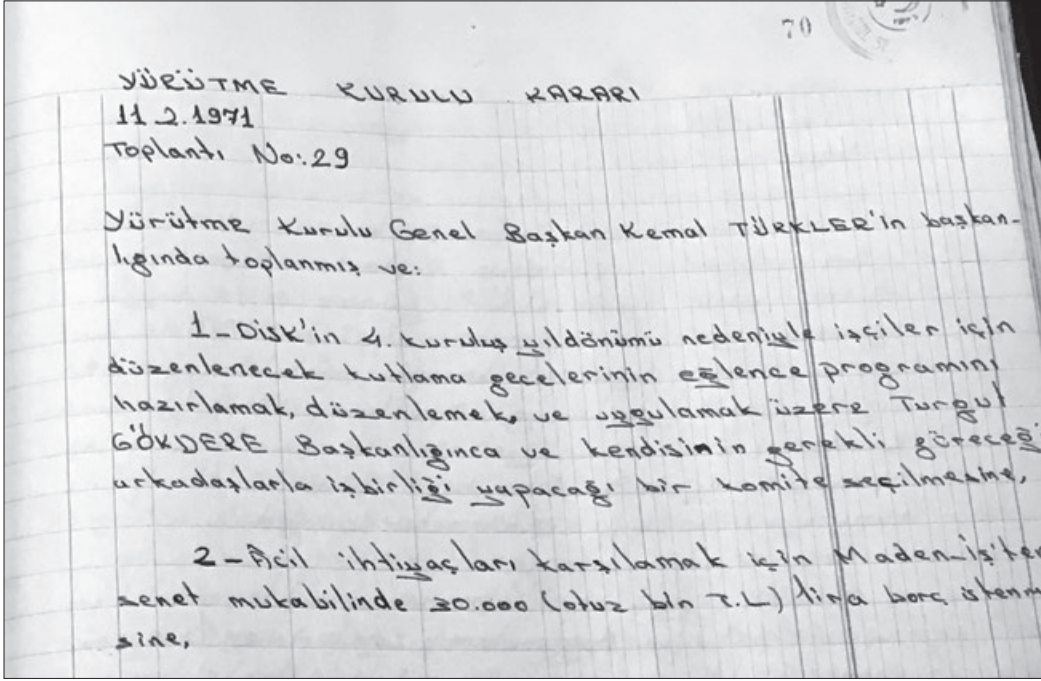 70
YÜRÜTME KURULU KARARI
11.2.1971
Toplantı No:29
Yürütme Kurulu Genel Başkan Kemal TÜRKLER'in başkan-
lığında toplanmış ve:
1-Disk'in 4. kuruluş yıldönümü nedeniyle işçiler için
düzenlenecek kutlama gecelerinin eğlence programını
hazırlamak, düzenlemek, ve uygulamak üzere Turgut
GÖKDERE Başkanlığınca ve kendisinin gerekli göreceği
arkadaşlarla işbirliği yapacağı bir komite seçilmesine,
2-Acil ihtiyaçları karşılamak için Maden-iş'ten
senet mukabilinde 30.000 (otuz bin T.L) lira borç istenm
sine,